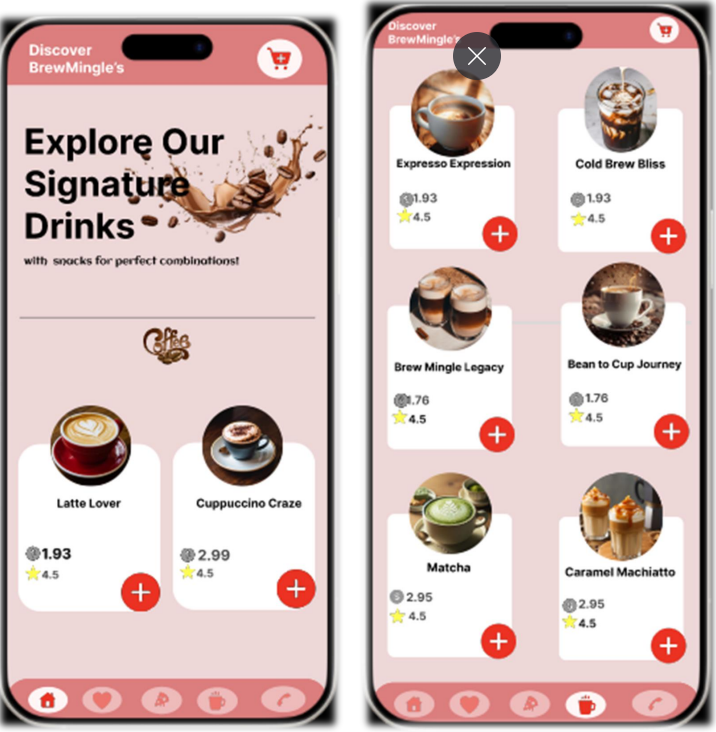 Discover
BrewMingle's
Explore Our
Signature
Drinks
with snacks for perfect combinations!
Coffee
Latte Lover
Cuppuccino Craze
1.93
2.99
4.5
4.5
Discover
BrewMingle's
Expresso Expression
Cold Brew Bliss
1.93
1.93
4.5
4.5
Brew Mingle Legacy
Bean to Cup Journey
1.76
1.76
4.5
4.5
Matcha
Caramel Machiatto
2.95
2.95
4.5
4.5